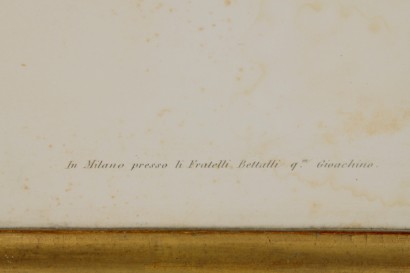 In Milano presso li Fratelli Bettalli q.m Gioachino.